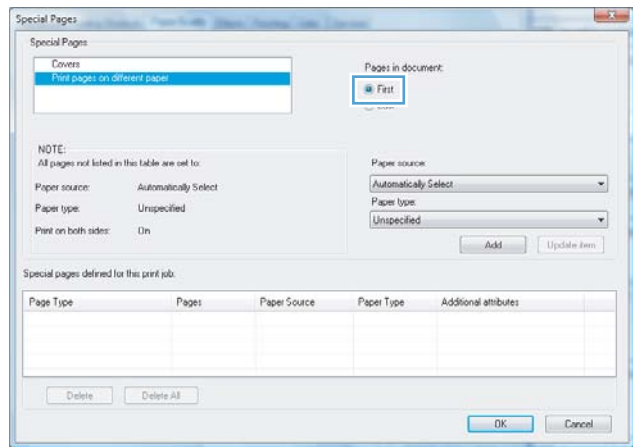 Special Pages
Special Pages
Covers
Print pages on different paper
Pages in document:
First
NOTE:
All pages not listed in this table are set to:
Paper source: Automatically Select
Paper type: Unspecified
Print on both sides: On
Paper source:
Automatically Select
Paper type:
Unspecified
Add Update item
Special pages defined for this print job:
Page Type Pages Paper Source Paper Type Additional attributes
Delete Delete All
OK Cancel